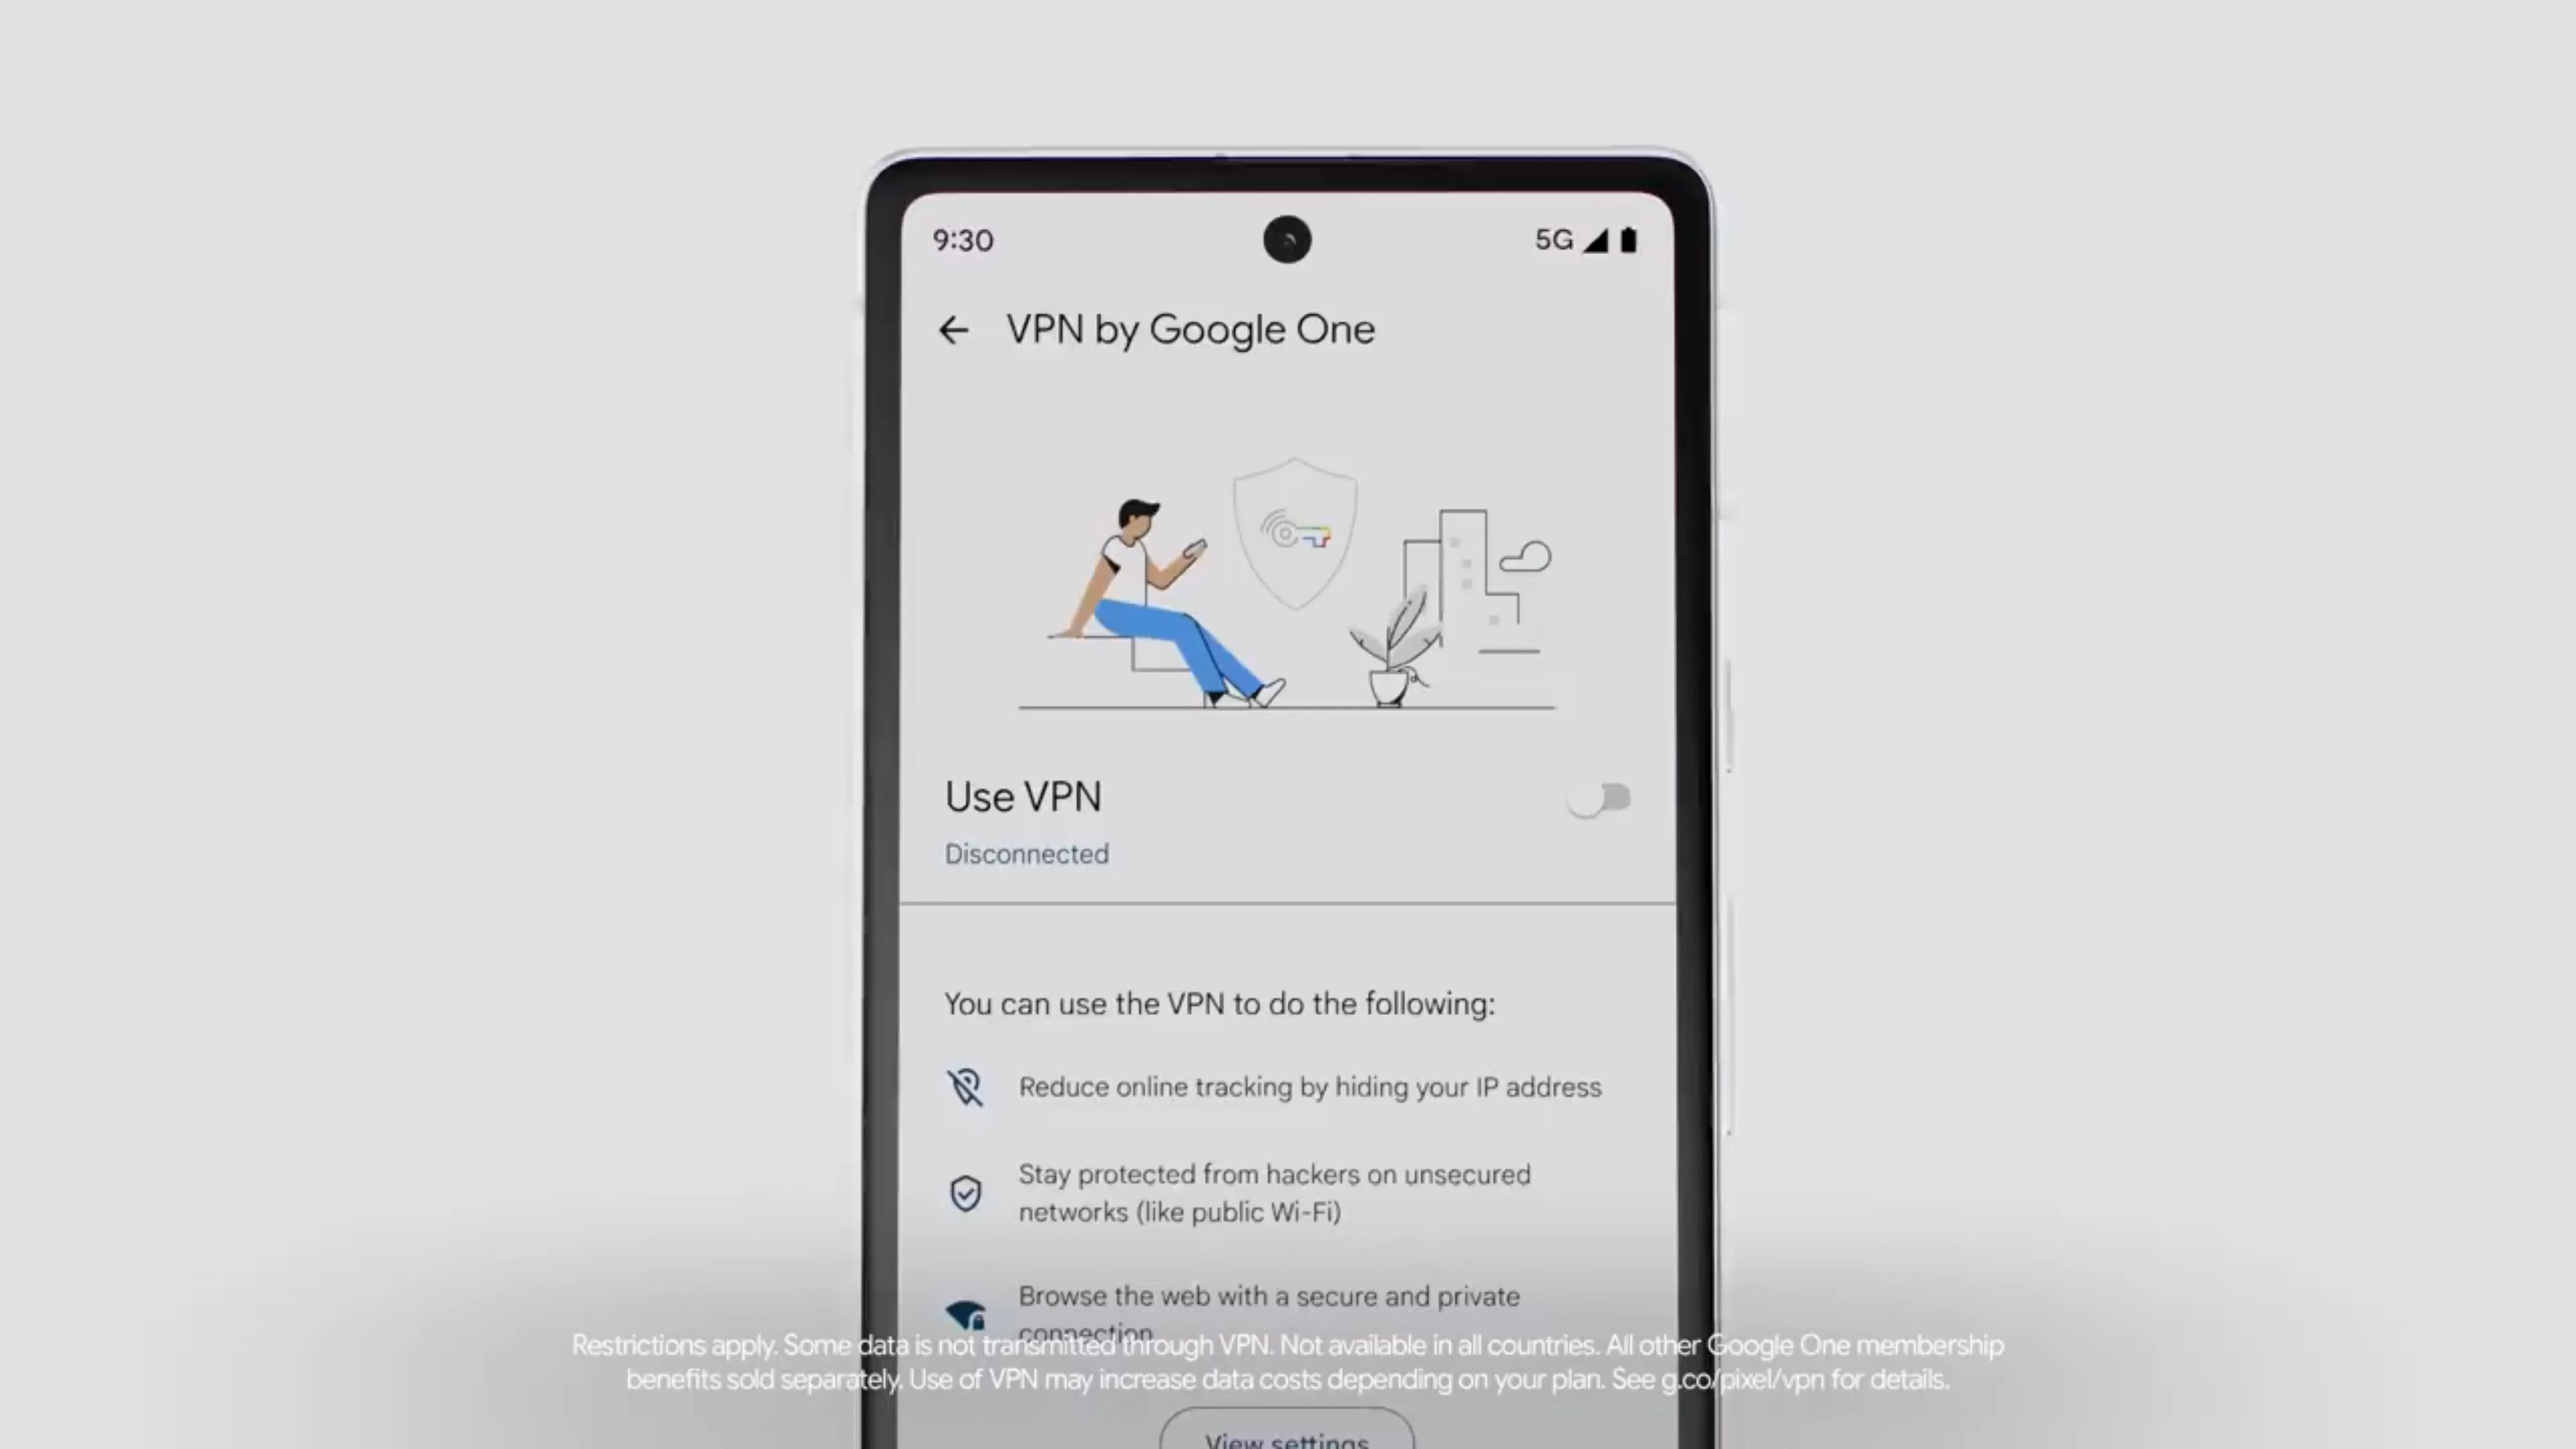 9:30
5G
VPN by Google One
Use VPN
Disconnected
You can use the VPN to do the following:
Reduce online tracking by hiding your IP address
Stay protected from hackers on unsecured
networks (like public Wi-Fi)
Browse the web with a secure and private
connection
Restrictions apply. Some data is not transmitted through VPN. Not available in all countries. All other Google One membership
benefits sold separately. Use of VPN may increase data costs depending on your plan. See g.co/pixel/vpn for details.
View settings